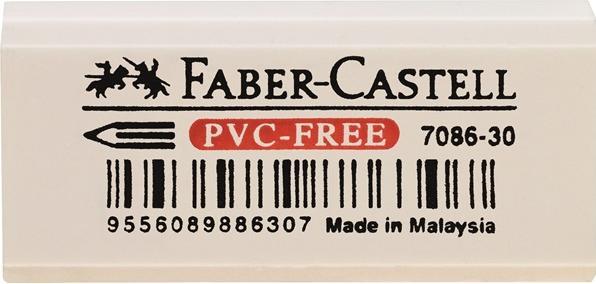 FABER-CASTELL
PVC-FREE 7086-30
9556089886307 Made in Malaysia